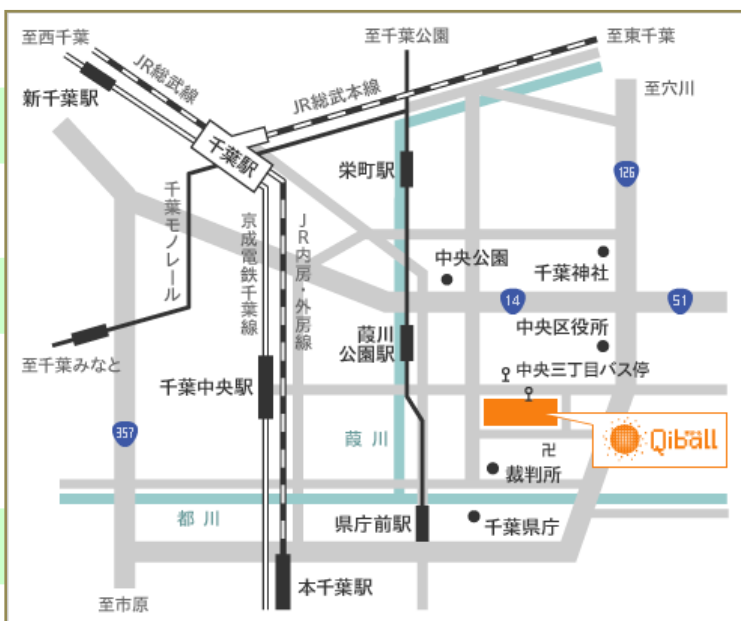 至西千葉
至千葉公園
至東千葉
JR総武線
JR総武本線
新千葉駅
至穴川
千葉駅
栄町駅
126
千葉モノレール
京成電鉄千葉線
JR内房・外房線
中央公園
千葉神社
14
51
中央区役所
葭川
公園駅
至千葉みなと
中央三丁目バス停
千葉中央駅
357
葭川
Qiball
卍
裁判所
都川
県庁前駅
千葉県庁
本千葉駅
至市原